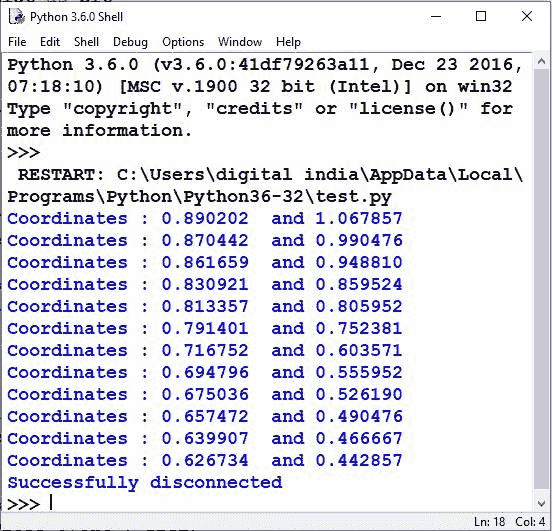 Python 3.6.0 Shell
File Edit Shell Debug Options Window Help
Python 3.6.0 (v3.6.0:41df79263a11, Dec 23 2016,
07:18:10) [MSC v.1900 32 bit (Intel)] on win32
Type "copyright", "credits" or "license()" for
more information.
>>>
RESTART: C:\Users\digital india\AppData\Local\
Programs\Python\Python36-32\test.py
Coordinates : 0.890202  and 1.067857
Coordinates : 0.870442  and 0.990476
Coordinates : 0.861659  and 0.948810
Coordinates : 0.830921  and 0.859524
Coordinates : 0.813357  and 0.805952
Coordinates : 0.791401  and 0.752381
Coordinates : 0.716752  and 0.603571
Coordinates : 0.694796  and 0.555952
Coordinates : 0.675036  and 0.526190
Coordinates : 0.657472  and 0.490476
Coordinates : 0.639907  and 0.466667
Coordinates : 0.626734  and 0.442857
Successfully disconnected
>>>
Ln: 18 Col: 4